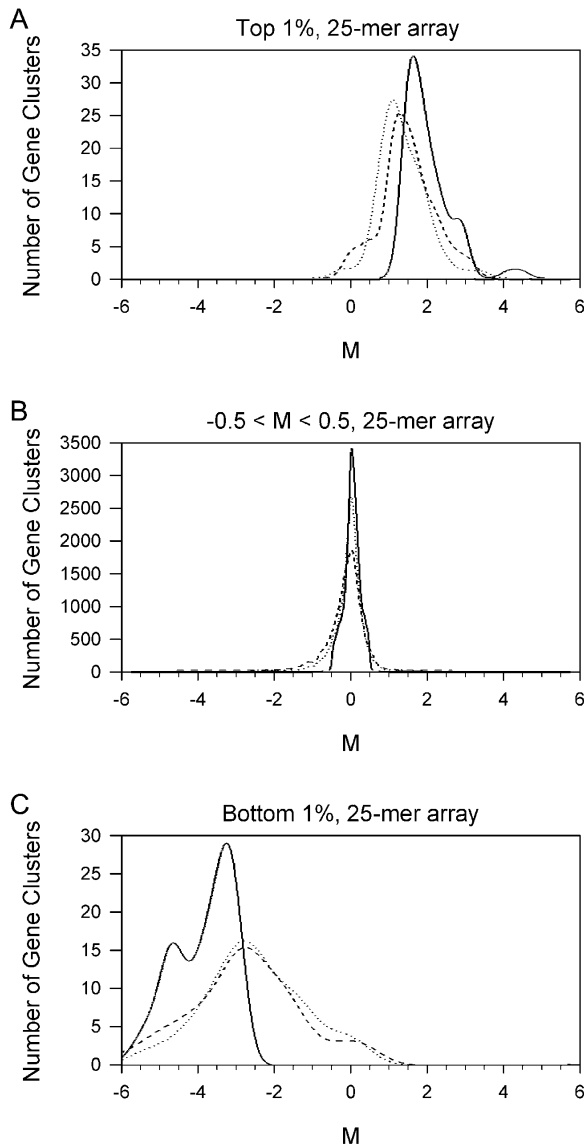 A
Top 1%, 25-mer array
Number of Gene Clusters
35
30
25
20
15
10
5
0
-6 -4 -2 0 2 4 6
M
B
-0.5 < M < 0.5, 25-mer array
Number of Gene Clusters
3500
3000
2500
2000
1500
1000
500
0
-6 -4 -2 0 2 4 6
M
C
Bottom 1%, 25-mer array
Number of Gene Clusters
30
25
20
15
10
5
0
-6 -4 -2 0 2 4 6
M